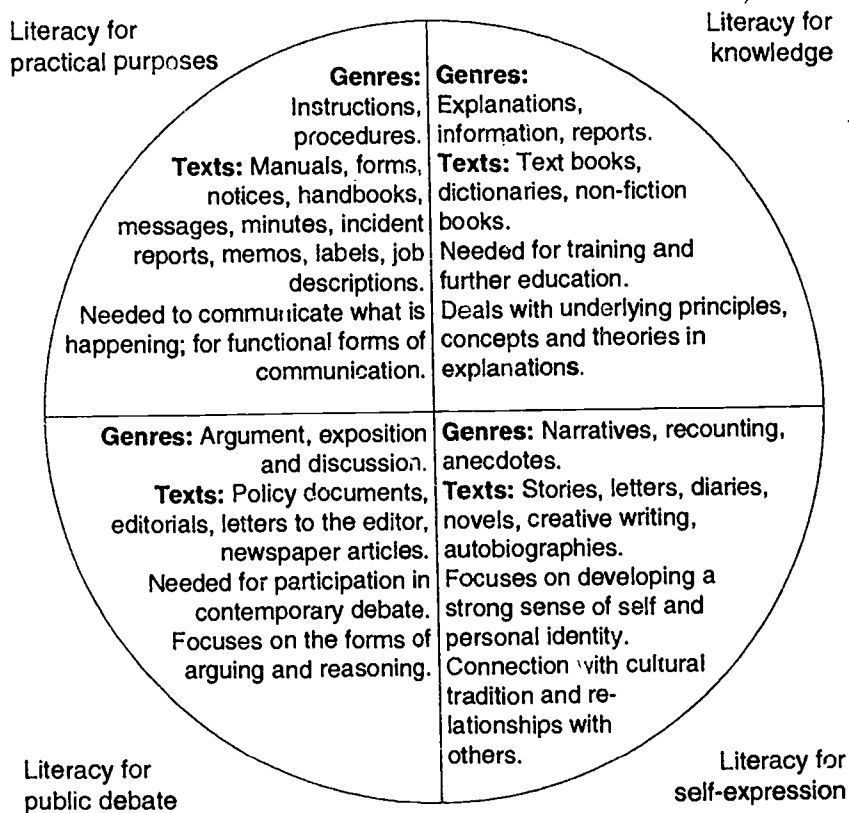 Literacy for
practical purposes
Genres:
Instructions,
procedures.
Texts: Manuals, forms,
notices, handbooks,
messages, minutes, incident
reports, memos, labels, job
descriptions.
Needed to communicate what is
happening; for functional forms of
communication.
Literacy for
knowledge
Genres:
Explanations,
information, reports.
Texts: Text books,
dictionaries, non-fiction
books.
Needed for training and
further education.
Deals with underlying principles,
concepts and theories in
explanations.
Genres: Argument, exposition
and discussion.
Texts: Policy documents,
editorials, letters to the editor,
newspaper articles.
Needed for participation in
contemporary debate.
Focuses on the forms of
arguing and reasoning.
Literacy for
public debate
Genres: Narratives, recounting,
anecdotes.
Texts: Stories, letters, diaries,
novels, creative writing,
autobiographies.
Focuses on developing a
strong sense of self and
personal identity.
Connection with cultural
tradition and re-
lationships with
others.
Literacy for
self-expression